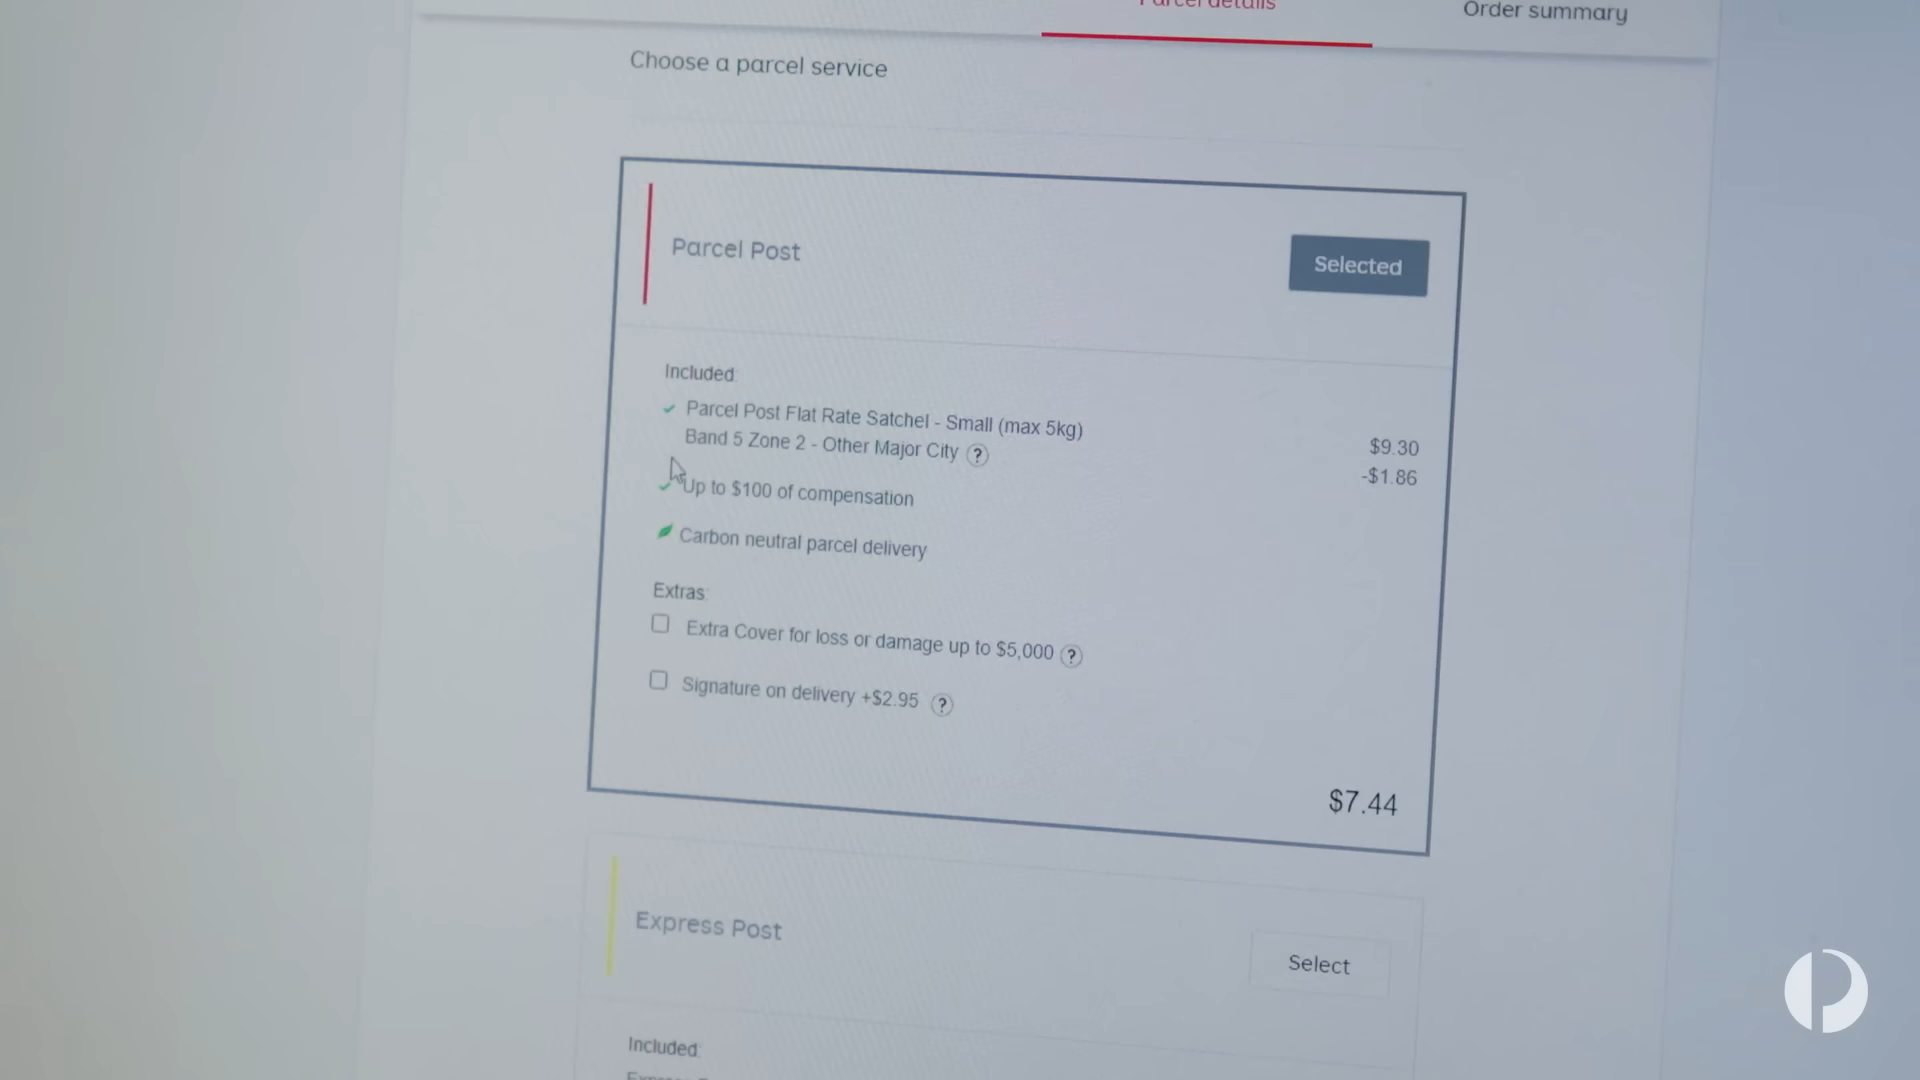 Parcel details
Order summary
Choose a parcel service
Parcel Post
Selected
Included:
Parcel Post Flat Rate Satchel - Small (max 5kg)
$9.30
Band 5 Zone 2 - Other Major City ?
-$1.86
Up to $100 of compensation
Carbon neutral parcel delivery
Extras:
Extra Cover for loss or damage up to $5,000 ?
Signature on delivery +$2.95 ?
$7.44
Express Post
Select
Included: